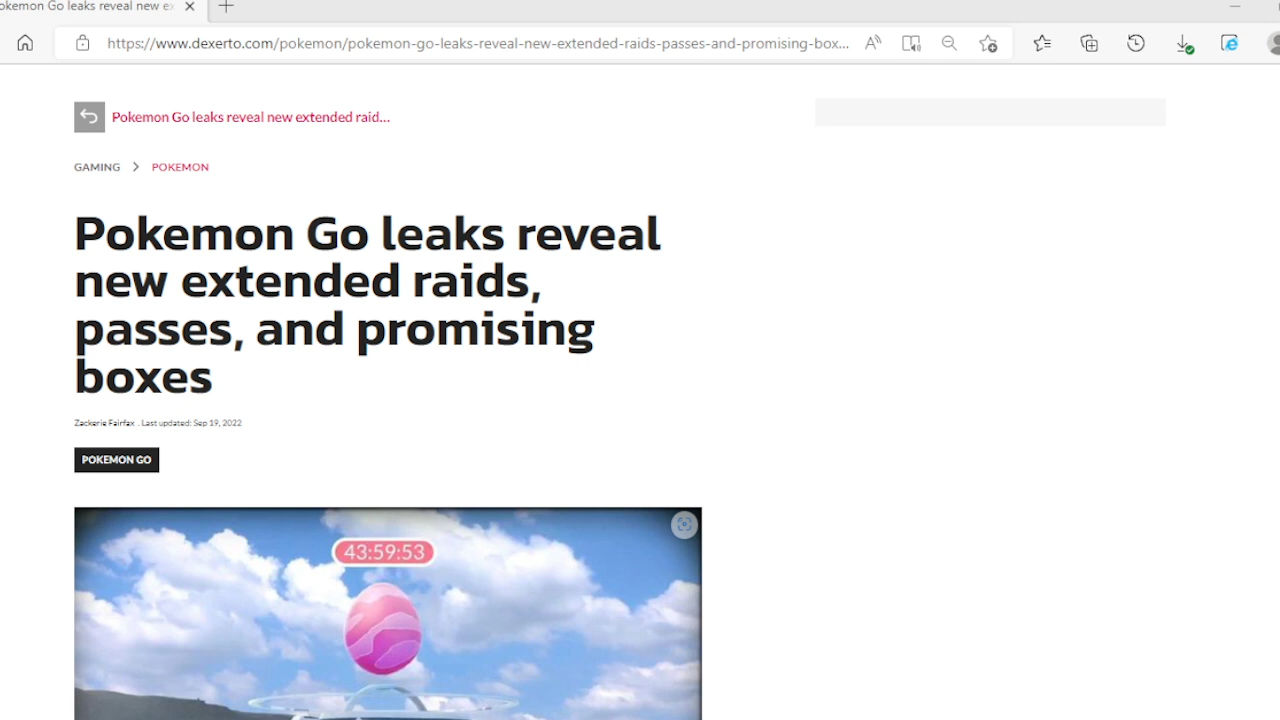 okemon Go leaks reveal new ex
https://www.dexerto.com/pokemon/pokemon-go-leaks-reveal-new-extended-raids-passes-and-promising-box...
Pokemon Go leaks reveal new extended raid...
GAMING > POKEMON
Pokemon Go leaks reveal
new extended raids,
passes, and promising
boxes
Zackerie Fairfax . Last updated: Sep 19, 2022
POKEMON GO
43:59:53